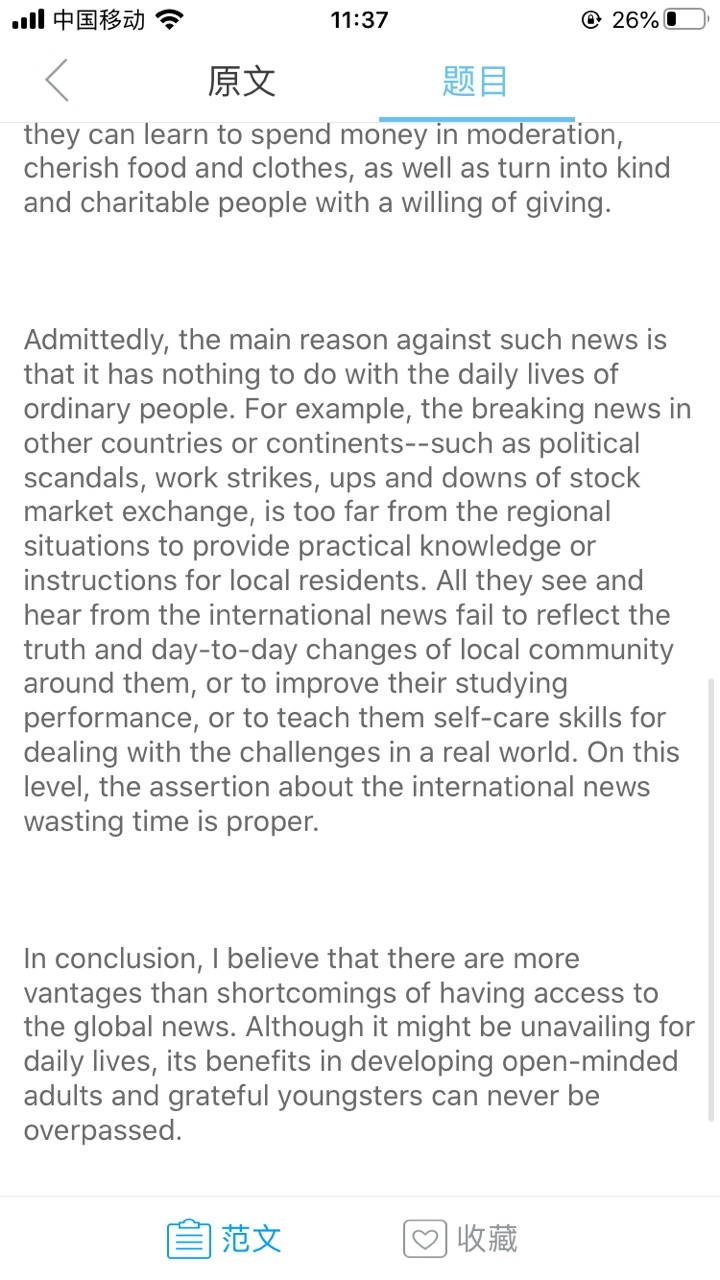 中国移动 11:37 26%
原文 题目
they can learn to spend money in moderation,
cherish food and clothes, as well as turn into kind
and charitable people with a willing of giving.
Admittedly, the main reason against such news is
that it has nothing to do with the daily lives of
ordinary people. For example, the breaking news in
other countries or continents--such as political
scandals, work strikes, ups and downs of stock
market exchange, is too far from the regional
situations to provide practical knowledge or
instructions for local residents. All they see and
hear from the international news fail to reflect the
truth and day-to-day changes of local community
around them, or to improve their studying
performance, or to teach them self-care skills for
dealing with the challenges in a real world. On this
level, the assertion about the international news
wasting time is proper.
In conclusion, I believe that there are more
vantages than shortcomings of having access to
the global news. Although it might be unavailing for
daily lives, its benefits in developing open-minded
adults and grateful youngsters can never be
overpassed.
范文 收藏